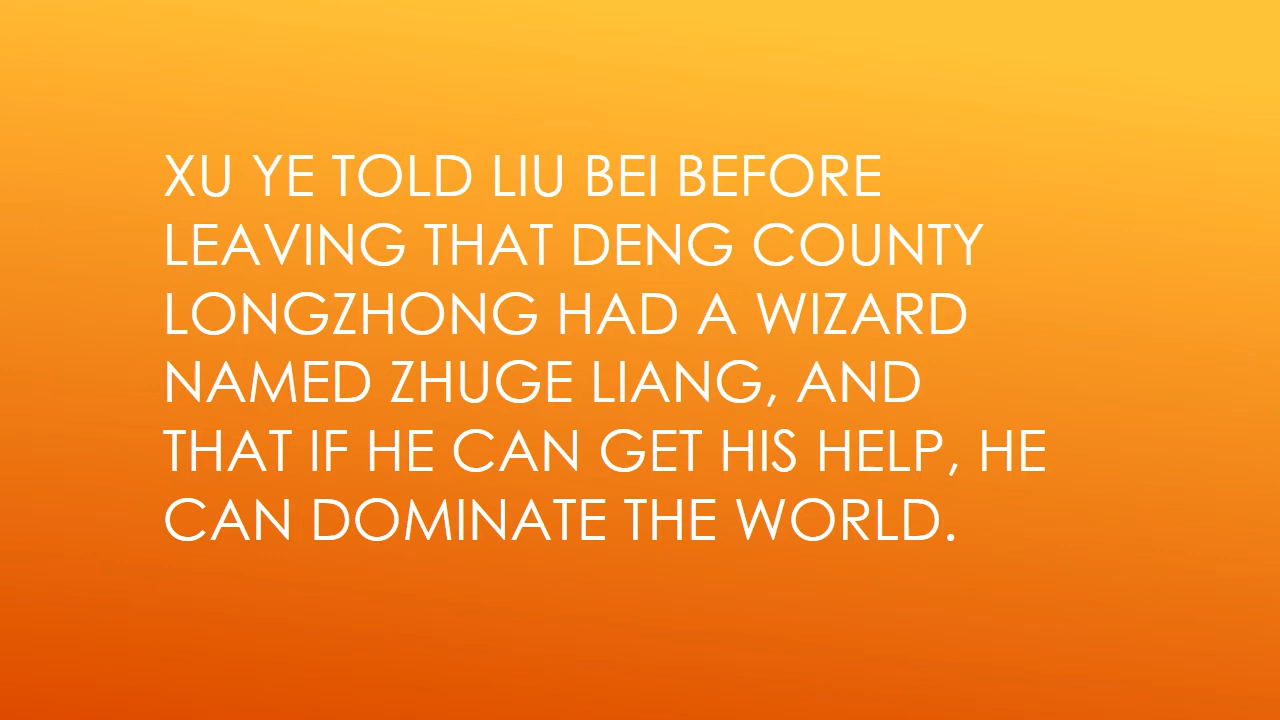 XU YE TOLD LIU BEI BEFORE
LEAVING THAT DENG COUNTY
LONGZHONG HAD A WIZARD
NAMED ZHUGE LIANG, AND
THAT IF HE CAN GET HIS HELP, HE
CAN DOMINATE THE WORLD.